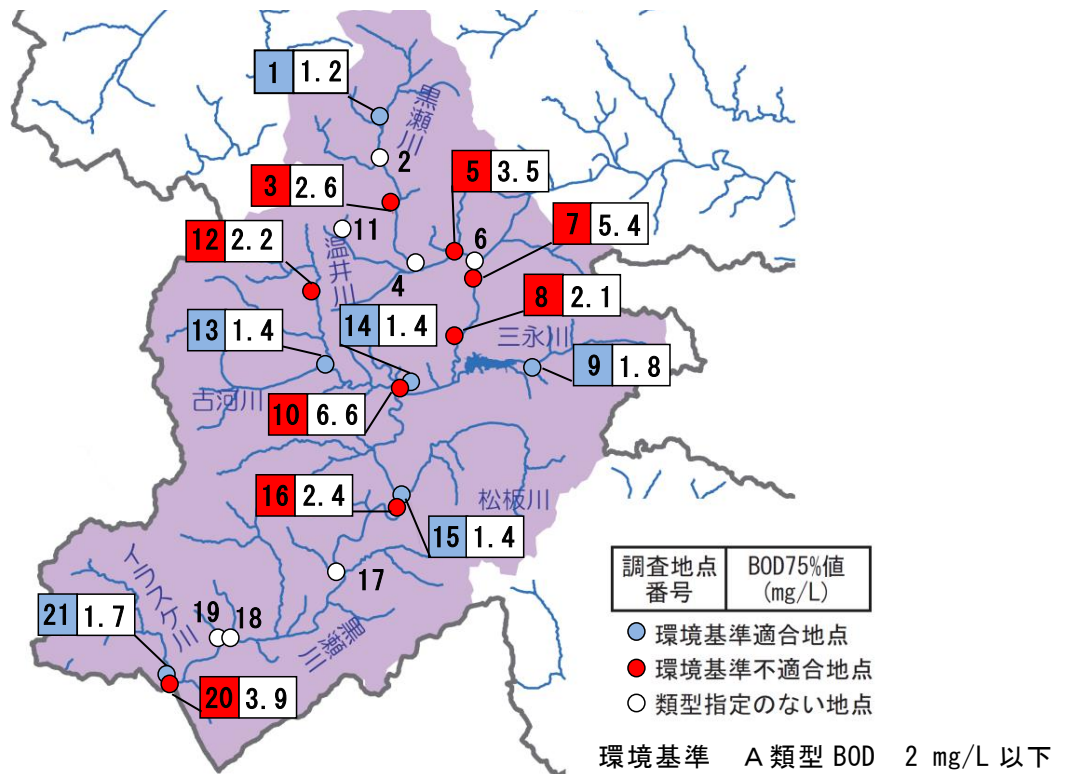 1 1.2
黒瀬川
2
5 3.5
3 2.6
7 5.4
11
6
12 2.2
温井川
4
8 2.1
14 1.4
13 1.4
三永川
9 1.8
古河川
10 6.6
16 2.4
松板川
15 1.4
調査地点
番号
BOD75%値
(mg/L)
17
イラスケ川
19
18
21 1.7
黒瀬川
環境基準適合地点
環境基準不適合地点
類型指定のない地点
20 3.9
環境基準 A類型 BOD 2 mg/L 以下